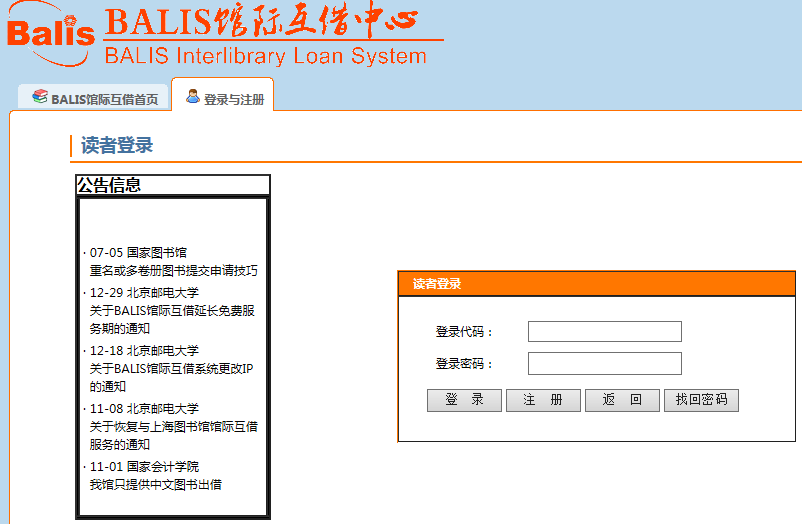 Balis
BALIS馆际互借中心
BALIS Interlibrary Loan System
BALIS馆际互借首页
登录与注册
读者登录
公告信息
· 07-05 国家图书馆
重名或多卷册图书提交申请技巧
· 12-29 北京邮电大学
关于BALIS馆际互借延长免费服
务期的通知
· 12-18 北京邮电大学
关于BALIS馆际互借系统更改IP
的通知
· 11-08 北京邮电大学
关于恢复与上海图书馆馆际互借
服务的通知
· 11-01 国家会计学院
我馆只提供中文图书出借
读者登录
登录代码：
登录密码：
登 录 注 册 返 回 找回密码